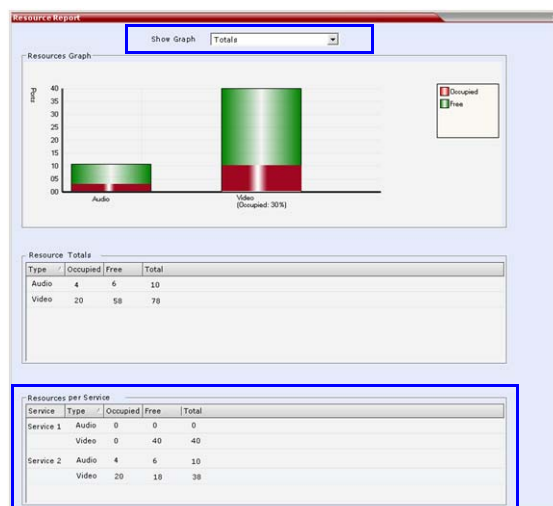 Resource Report
Show Graph Totals
Resources Graph
Ports
40
35
30
25
20
15
10
05
00
Audio
Video
(Occupied: 30%)
Occupied
Free
Resource Totals
Type Occupied Free Total
Audio 4 6 10
Video 20 58 78
Resources per Service
Service Type Occupied Free Total
Service 1 Audio 0 0 0
Video 0 40 40
Service 2 Audio 4 6 10
Video 20 18 38